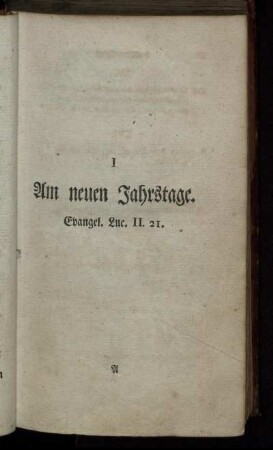 I
Am neuen Jahrstage.
Evangel. Luc. II. 21.
A